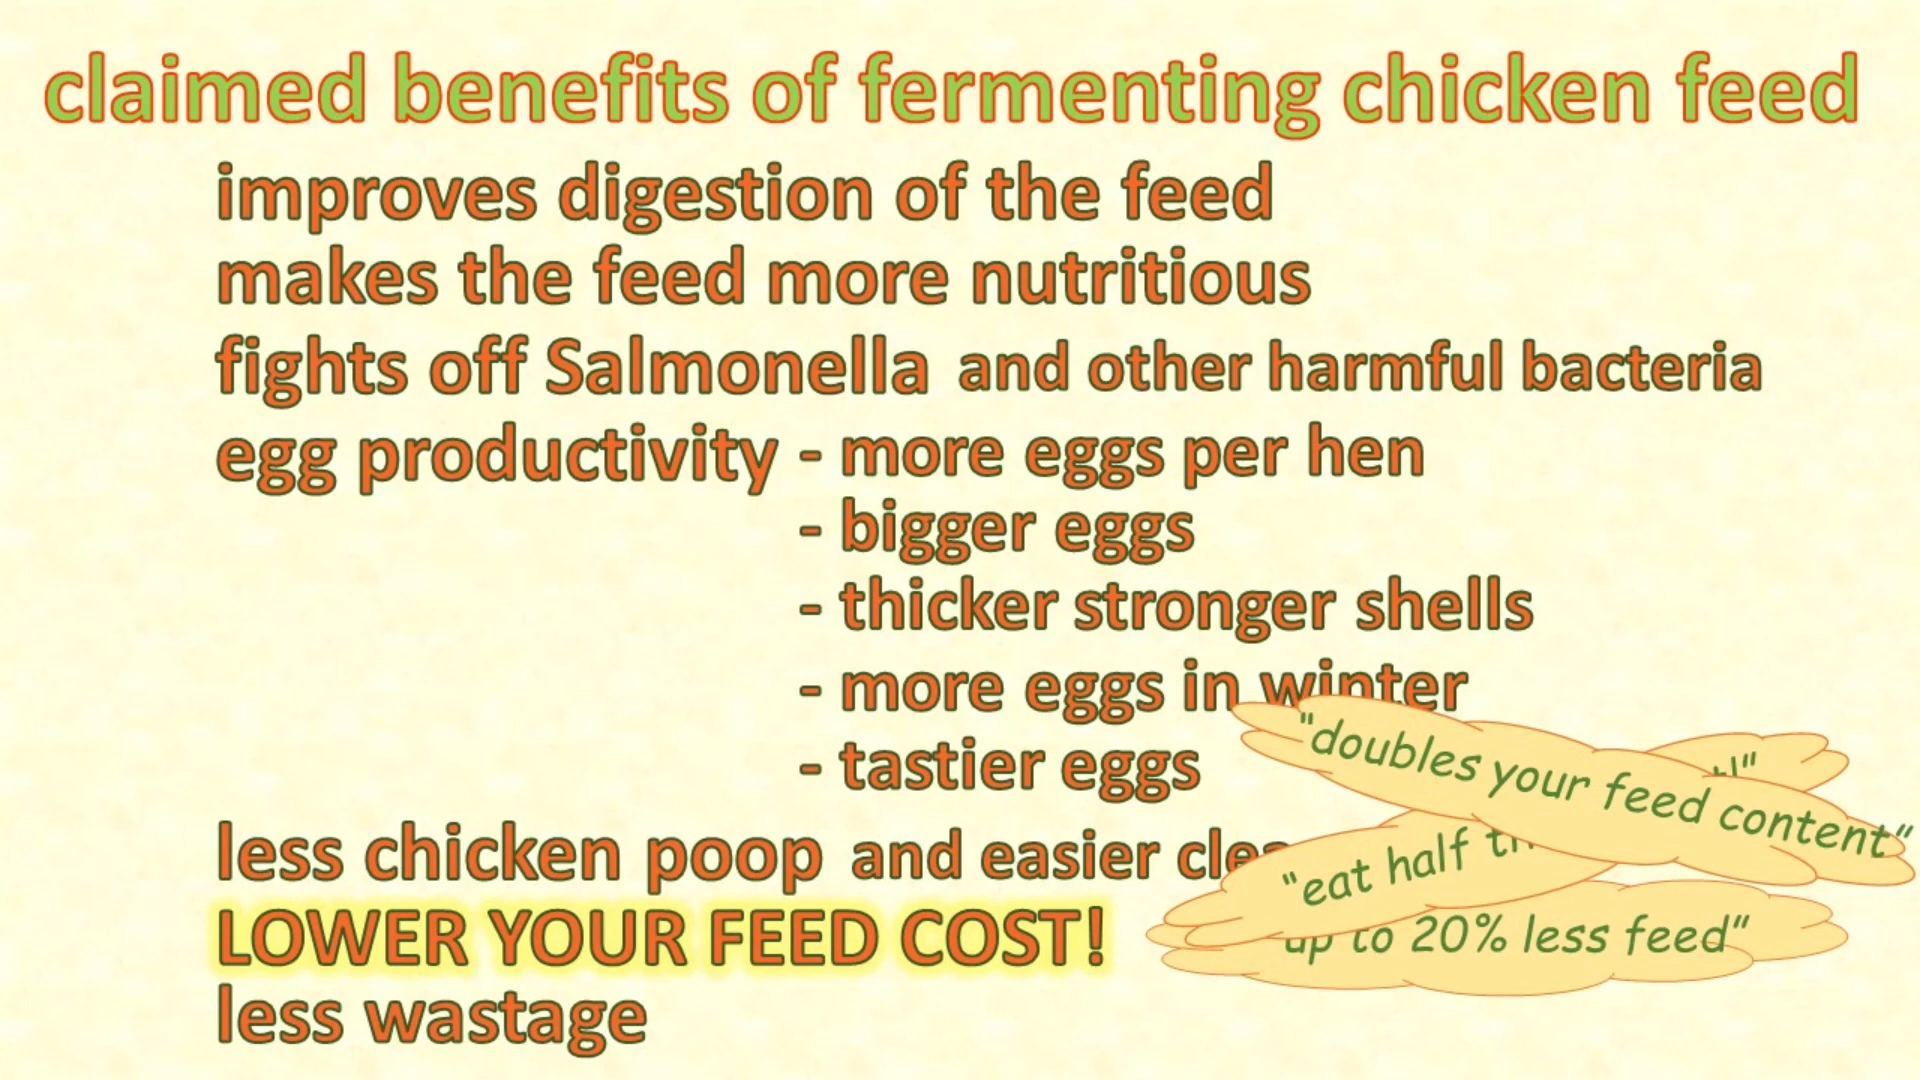 claimed benefits of fermenting chicken feed
improves digestion of the feed
makes the feed more nutritious
fights off Salmonella and other harmful bacteria
egg productivity - more eggs per hen
- bigger eggs
- thicker stronger shells
- more eggs in winter
- tastier eggs
"doubles your feed content"
less chicken poop and easier
"eat half
LOWER YOUR FEED COST!
up to 20% less feed"
less wastage